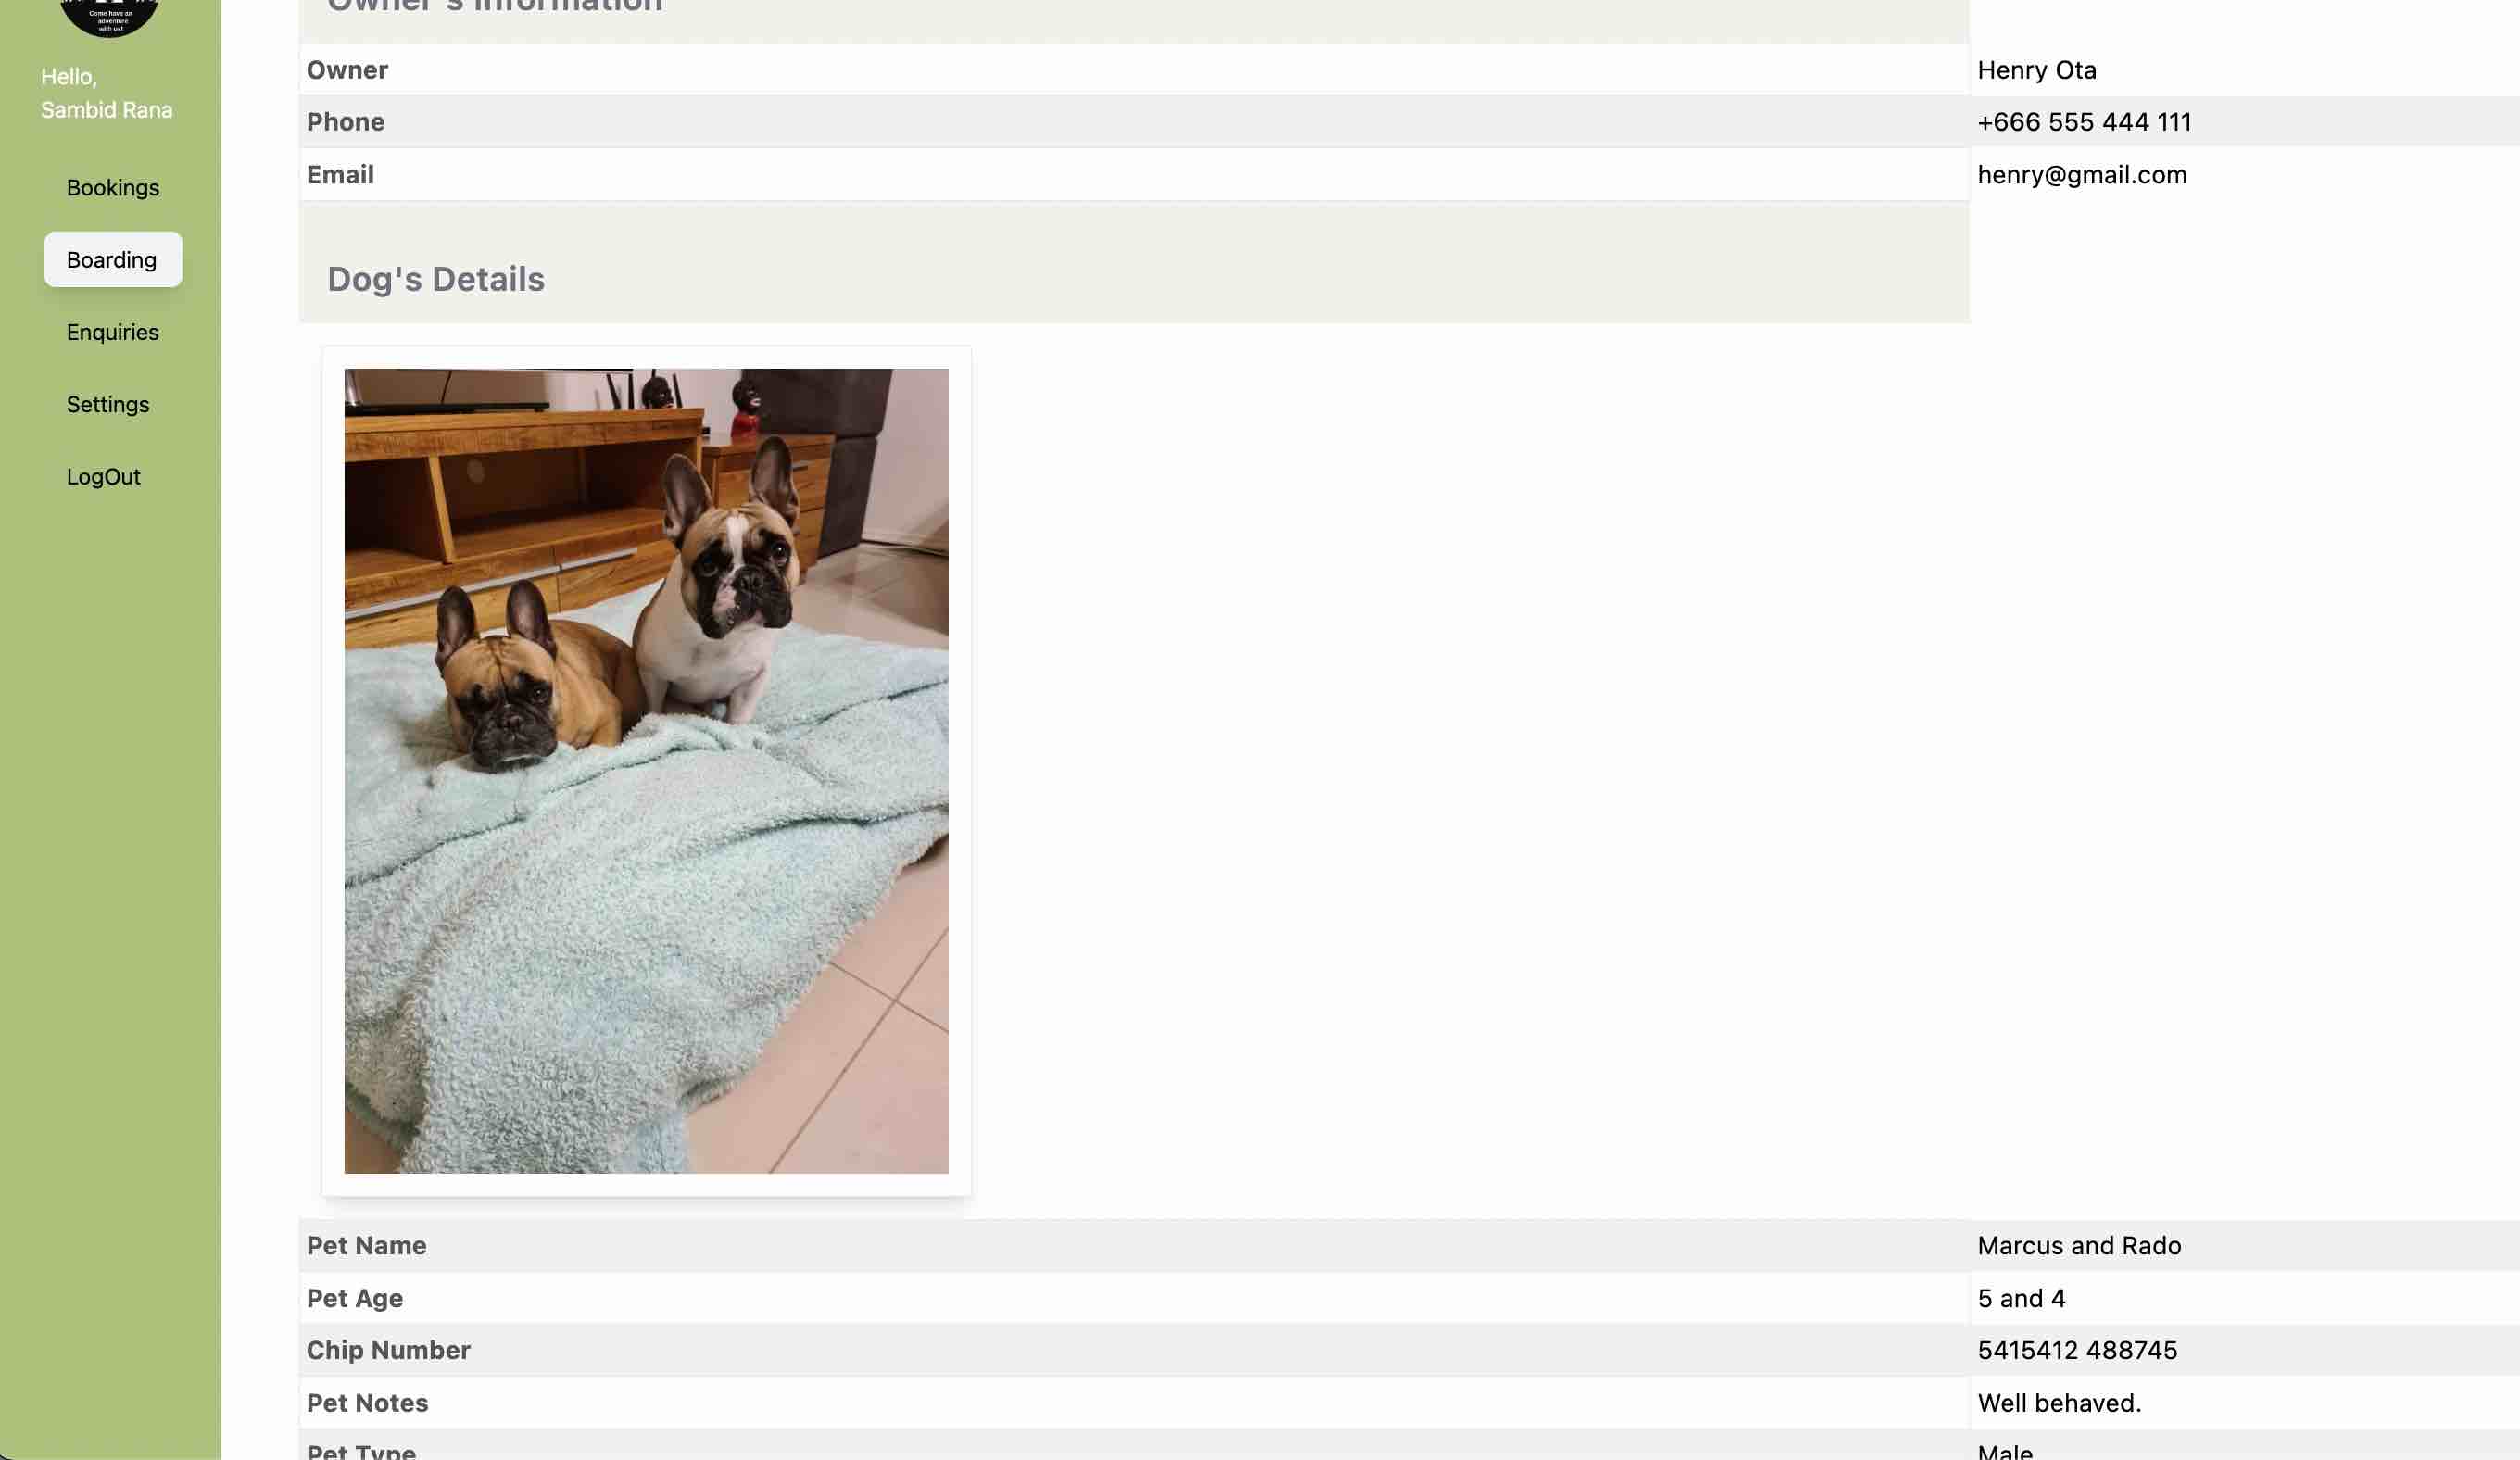 Come have an
adventure
with us!
Hello,
Sambid Rana
Bookings
Boarding
Enquiries
Settings
LogOut
Owner's Information
Owner Henry Ota
Phone +666 555 444 111
Email henry@gmail.com
Dog's Details
Pet Name Marcus and Rado
Pet Age 5 and 4
Chip Number 5415412 488745
Pet Notes Well behaved.
Pet Type Male